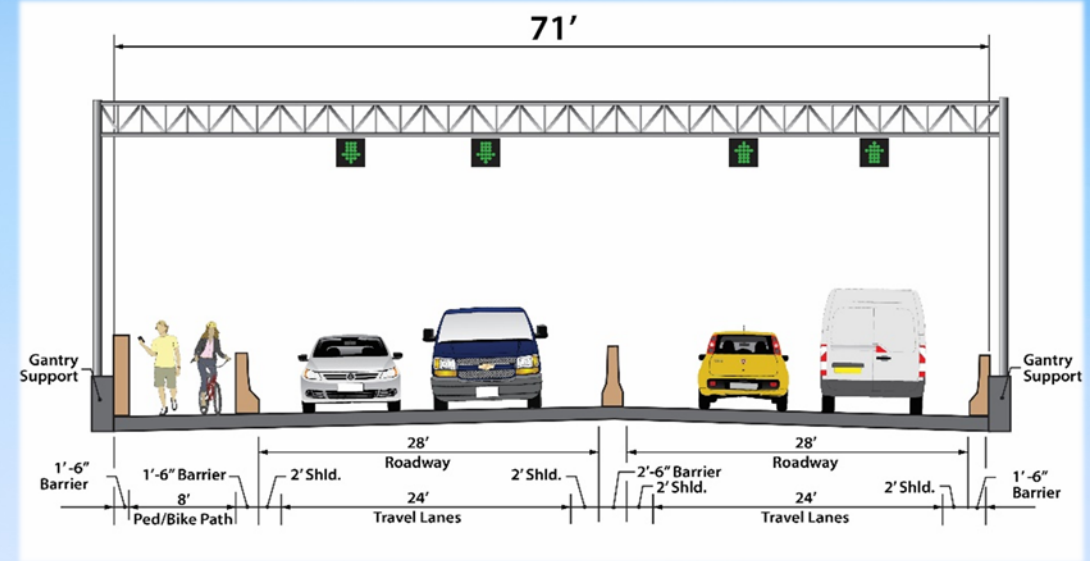 71'
Gantry
Support
Gantry
Support
28'
Roadway
28'
Roadway
1'-6"
Barrier
1'-6" Barrier
2' Shld.
2' Shld.
2'-6" Barrier
2' Shld.
2' Shld.
1'-6"
Barrier
8'
Ped/Bike Path
24'
Travel Lanes
24'
Travel Lanes